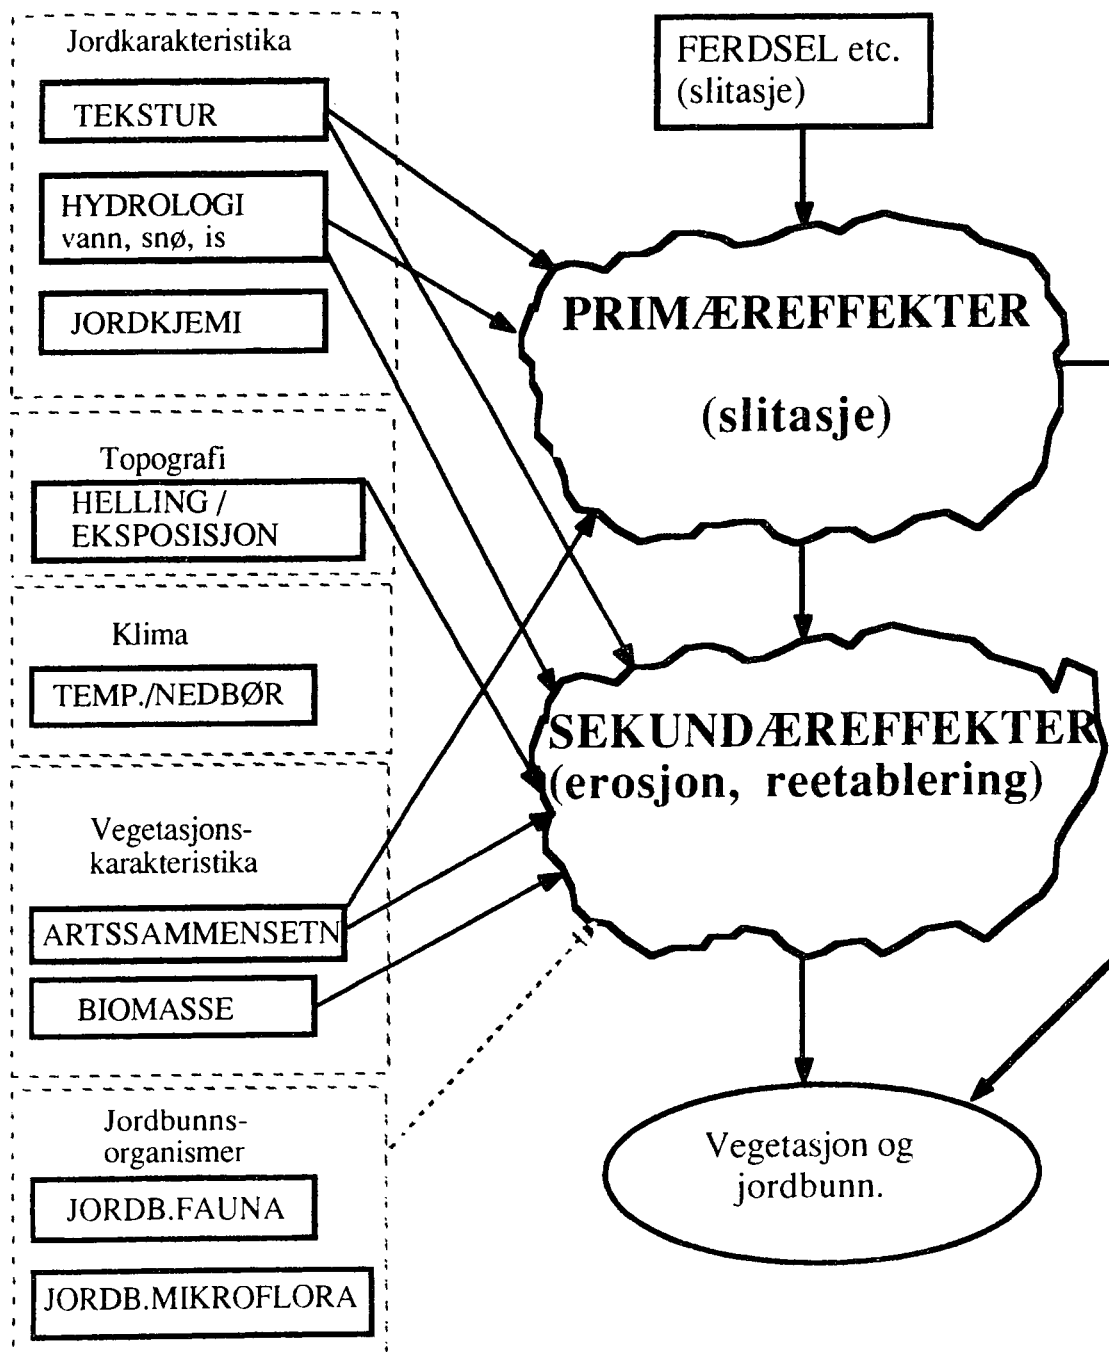 Jordkarakteristika
TEKSTUR
HYDROLOGI
vann, snø, is
JORDKJEMI
Topografi
HELLING /
EKSPOSISJON
Klima
TEMP./NEDBØR
Vegetasjons-
karakteristika
ARTSSAMMENSETN
BIOMASSE
Jordbunns-
organismer
JORDB.FAUNA
JORDB.MIKROFLORA
FERDSEL etc.
(slitasje)
PRIMÆREFFEKTER
(slitasje)
SEKUNDÆREFFEKTER
(erosjon, reetablering)
Vegetasjon og
jordbunn.